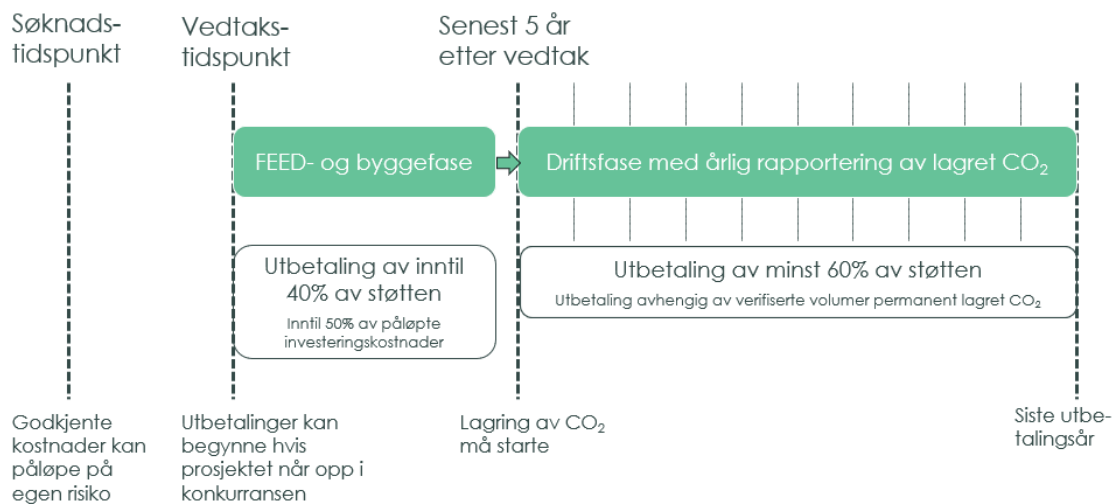 Søknads-
tidspunkt
Vedtaks-
tidspunkt
Senest 5 år
etter vedtak
FEED- og byggefase
Driftsfase med årlig rapportering av lagret CO₂
Utbetaling av inntil
40% av støtten
Inntil 50% av påløpte
investeringskostnader
Utbetaling av minst 60% av støtten
Utbetaling avhengig av verifiserte volumer permanent lagret CO₂
Godkjente
kostnader kan
påløpe på
egen risiko
Utbetalinger kan
begynne hvis
prosjektet når opp i
konkurransen
Lagring av CO₂
må starte
Siste utbe-
talingsår